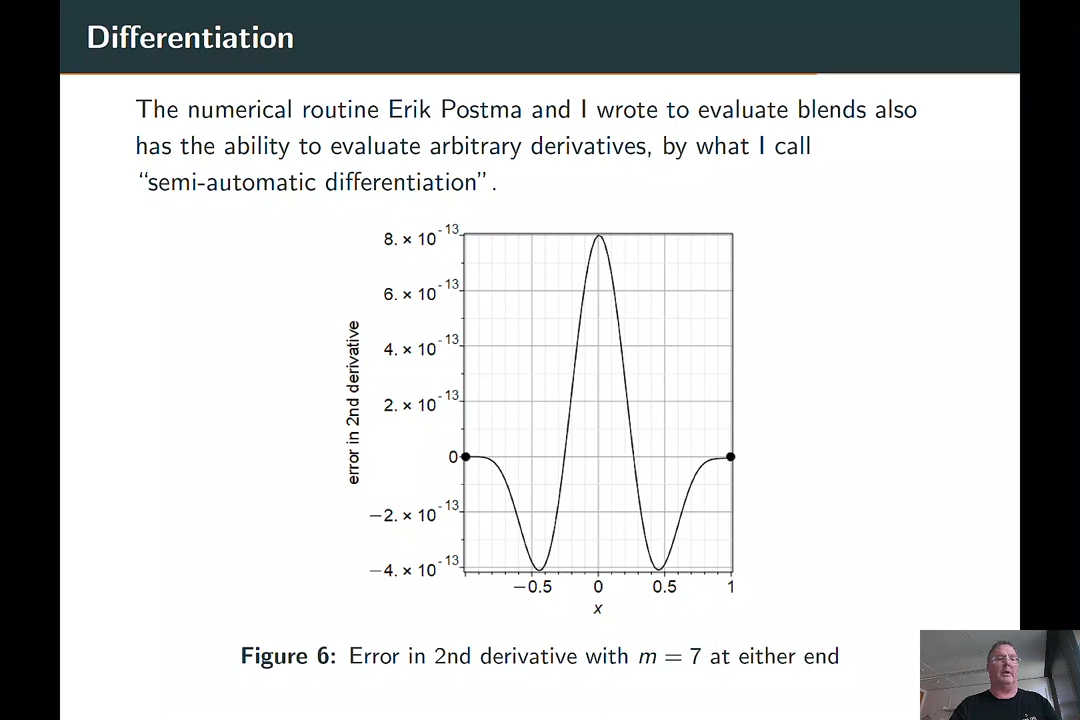 Differentiation
The numerical routine Erik Postma and I wrote to evaluate blends also
has the ability to evaluate arbitrary derivatives, by what I call
“semi-automatic differentiation”.
8. × 10^-13
6. × 10^-13
4. × 10^-13
2. × 10^-13
0
−2. × 10^-13
−4. × 10^-13
error in 2nd derivative
−0.5 0 0.5 1
x
Figure 6: Error in 2nd derivative with m = 7 at either end